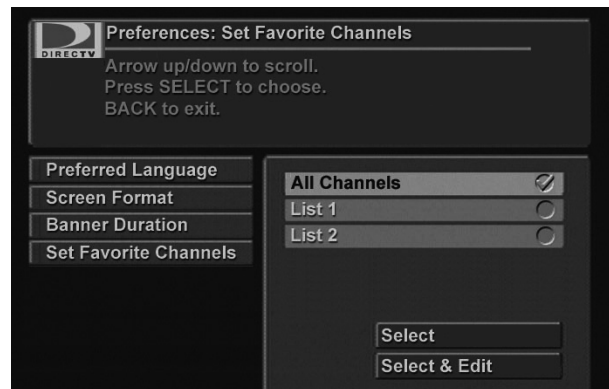 Preferences: Set Favorite Channels
DIRECTV
Arrow up/down to scroll.
Press SELECT to choose.
BACK to exit.
Preferred Language
Screen Format
Banner Duration
Set Favorite Channels
All Channels
List 1
List 2
Select
Select & Edit